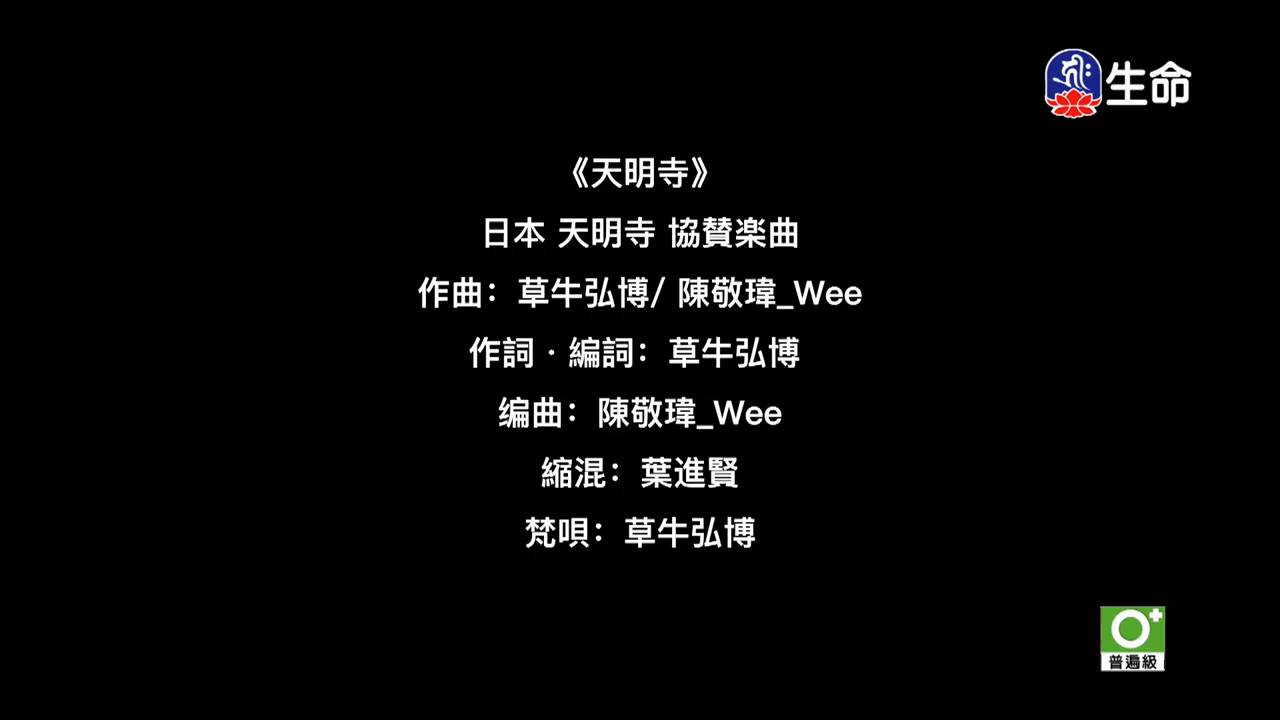 生命
《天明寺》
日本 天明寺 協賛楽曲
作曲：草牛弘博/ 陳敬瑋_Wee
作詞・編詞：草牛弘博
编曲：陳敬瑋_Wee
縮混：葉進賢
梵唄：草牛弘博
0+
普遍級